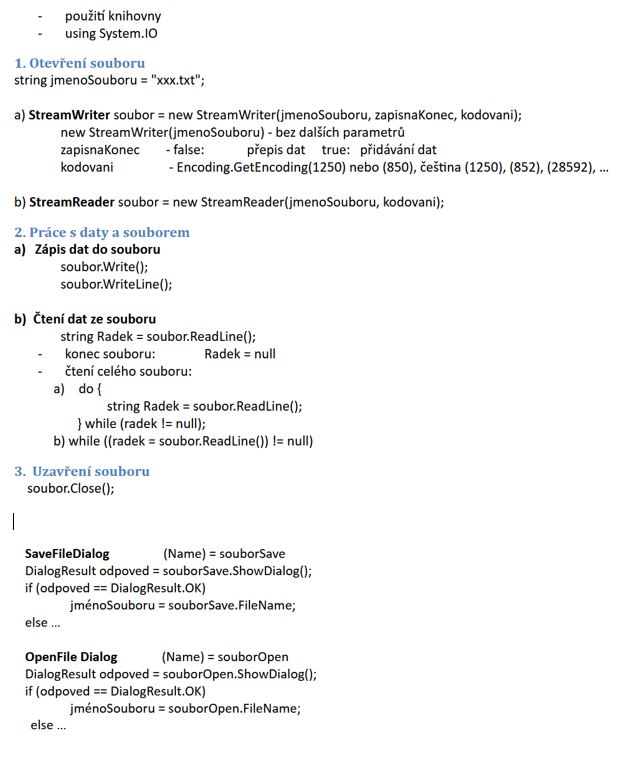 - použití knihovny
- using System.IO
1. Otevření souboru
string jmenoSouboru = "xxx.txt";
a) StreamWriter soubor = new StreamWriter(jmenoSouboru, zapisnaKonec, kodovani);
new StreamWriter(jmenoSouboru) - bez dalších parametrů
zapisnaKonec - false: přepis dat true: přidávání dat
kodovani - Encoding.GetEncoding(1250) nebo (850), čeština (1250), (852), (28592), ...
b) StreamReader soubor = new StreamReader(jmenoSouboru, kodovani);
2. Práce s daty a souborem
a) Zápis dat do souboru
soubor.Write();
soubor.WriteLine();
b) Čtení dat ze souboru
string Radek = soubor.ReadLine();
- konec souboru: Radek = null
- čtení celého souboru:
a) do {
string Radek = soubor.ReadLine();
} while (radek != null);
b) while ((radek = soubor.ReadLine()) != null)
3. Uzavření souboru
soubor.Close();
SaveFileDialog (Name) = souborSave
DialogResult odpoved = souborSave.ShowDialog();
if (odpoved == DialogResult.OK)
jménoSouboru = souborSave.FileName;
else ...
OpenFile Dialog (Name) = souborOpen
DialogResult odpoved = souborOpen.ShowDialog();
if (odpoved == DialogResult.OK)
jménoSouboru = souborOpen.FileName;
else ...